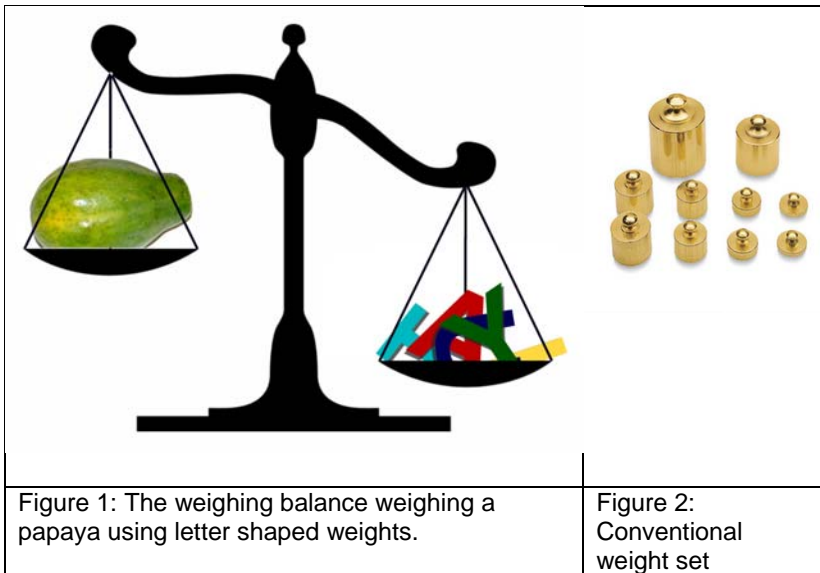 Figure 1: The weighing balance weighing a
papaya using letter shaped weights.
Figure 2:
Conventional
weight set